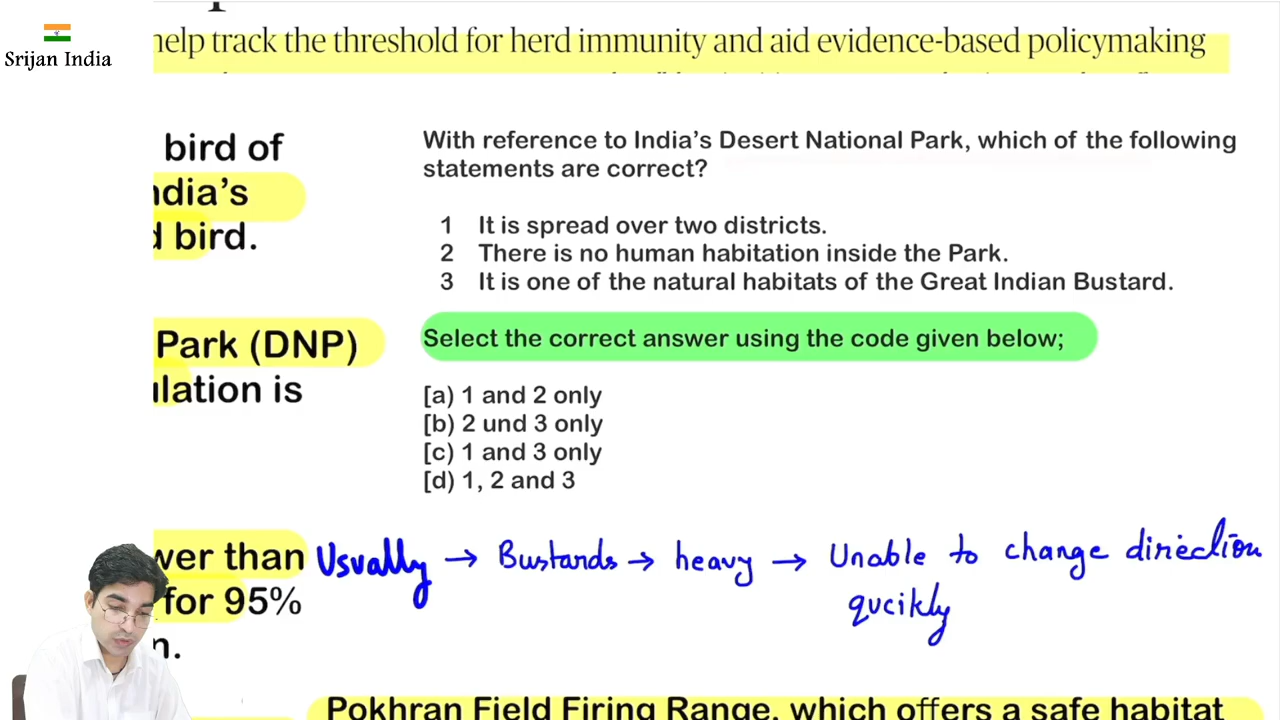 help track the threshold for herd immunity and aid evidence-based policymaking
Srijan India
bird of
ndia's
d bird.
With reference to India's Desert National Park, which of the following
statements are correct?
1 It is spread over two districts.
2 There is no human habitation inside the Park.
3 It is one of the natural habitats of the Great Indian Bustard.
Select the correct answer using the code given below;
Park (DNP)
ulation is
[a) 1 and 2 only
[b) 2 und 3 only
[c) 1 and 3 only
[d) 1, 2 and 3
wer than
for 95%
n.
Usually → Bustards → heavy → Unable to change direction
qucikly
Pokhran Field Firing Range, which offers a safe habitat